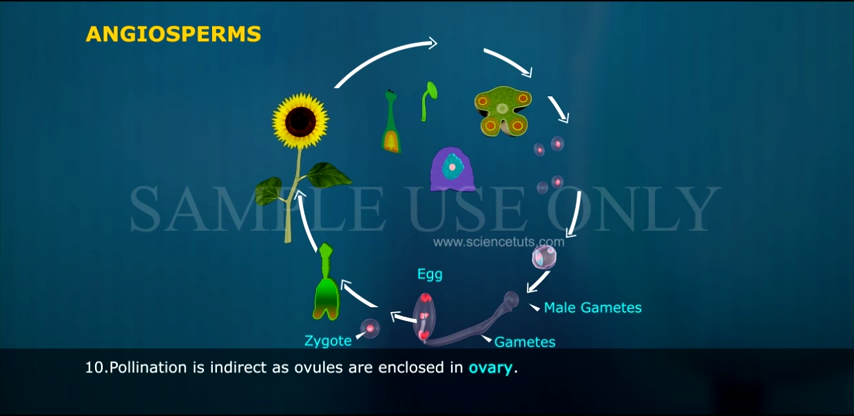 ANGIOSPERMS
SAMPLE USE ONLY
www.sciencetuts.com
Egg
Male Gametes
Zygote
Gametes
10.Pollination is indirect as ovules are enclosed in ovary.